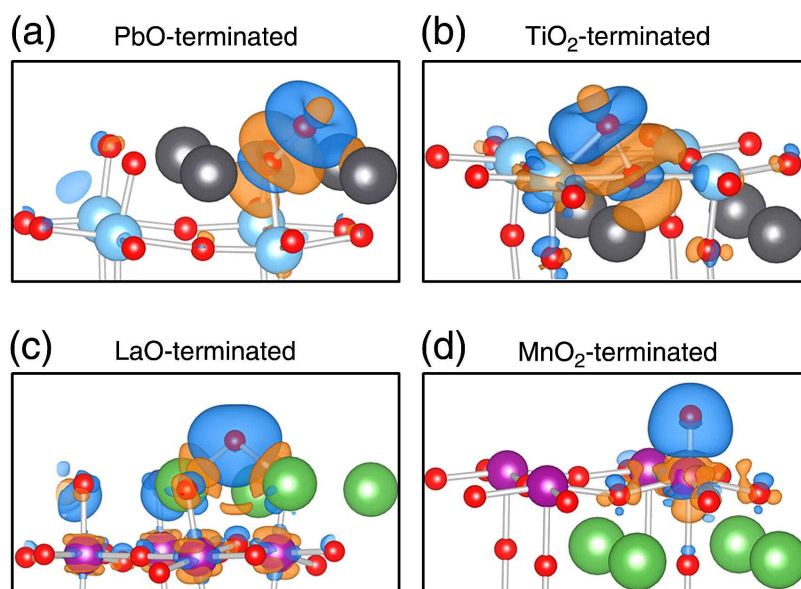 (a) PbO-terminated
(b) TiO₂-terminated
(c) LaO-terminated
(d) MnO₂-terminated